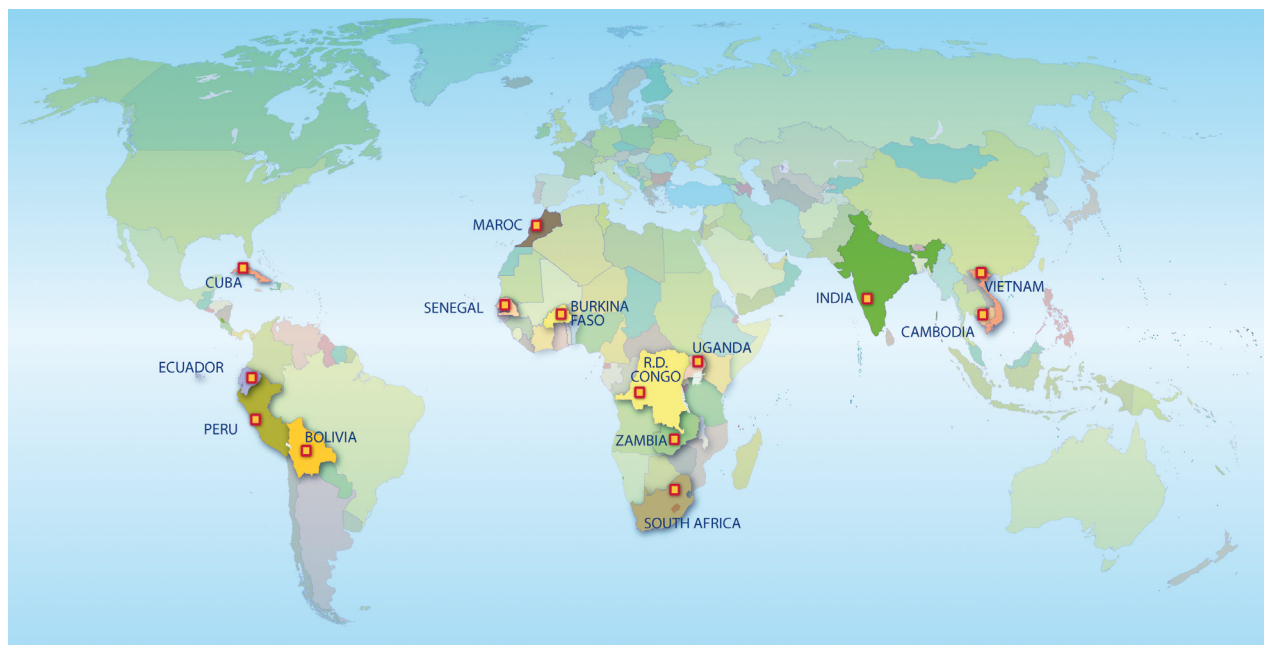 MAROC
CUBA
SENEGAL
BURKINA
FASO
INDIA
VIETNAM
CAMBODIA
ECUADOR
UGANDA
R.D.
CONGO
PERU
BOLIVIA
ZAMBIA
SOUTH AFRICA